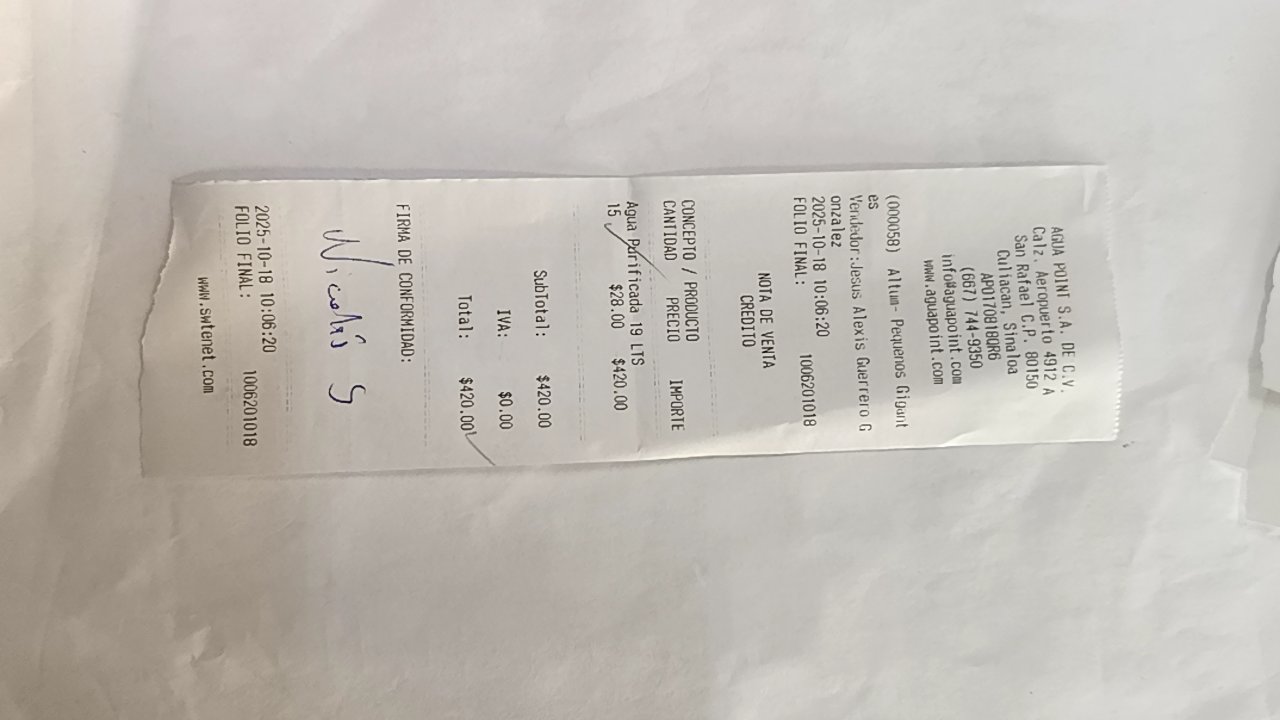 AGUA POINT S.A. DE C.V.
Calz. Aeropuerto 4912 A
San Rafael C.P. 80150
Culiacan, Sinaloa
APO170818QR6
(667) 744-9350
info@aguapoint.com
www.aguapoint.com
(000058) Altum- Pequenos Gigant
es
Vendedor:Jesus Alexis Guerrero G
onzalez
2025-10-18 10:06:20
FOLIO FINAL: 1006201018
NOTA DE VENTA
CREDITO
CONCEPTO / PRODUCTO
CANTIDAD PRECIO IMPORTE
Agua Purificada 19 LTS
15 $28.00 $420.00
SubTotal: $420.00
IVA: $0.00
Total: $420.00
FIRMA DE CONFORMIDAD:
Nicolás S
2025-10-18 10:06:20
FOLIO FINAL: 1006201018
www.swtenet.com